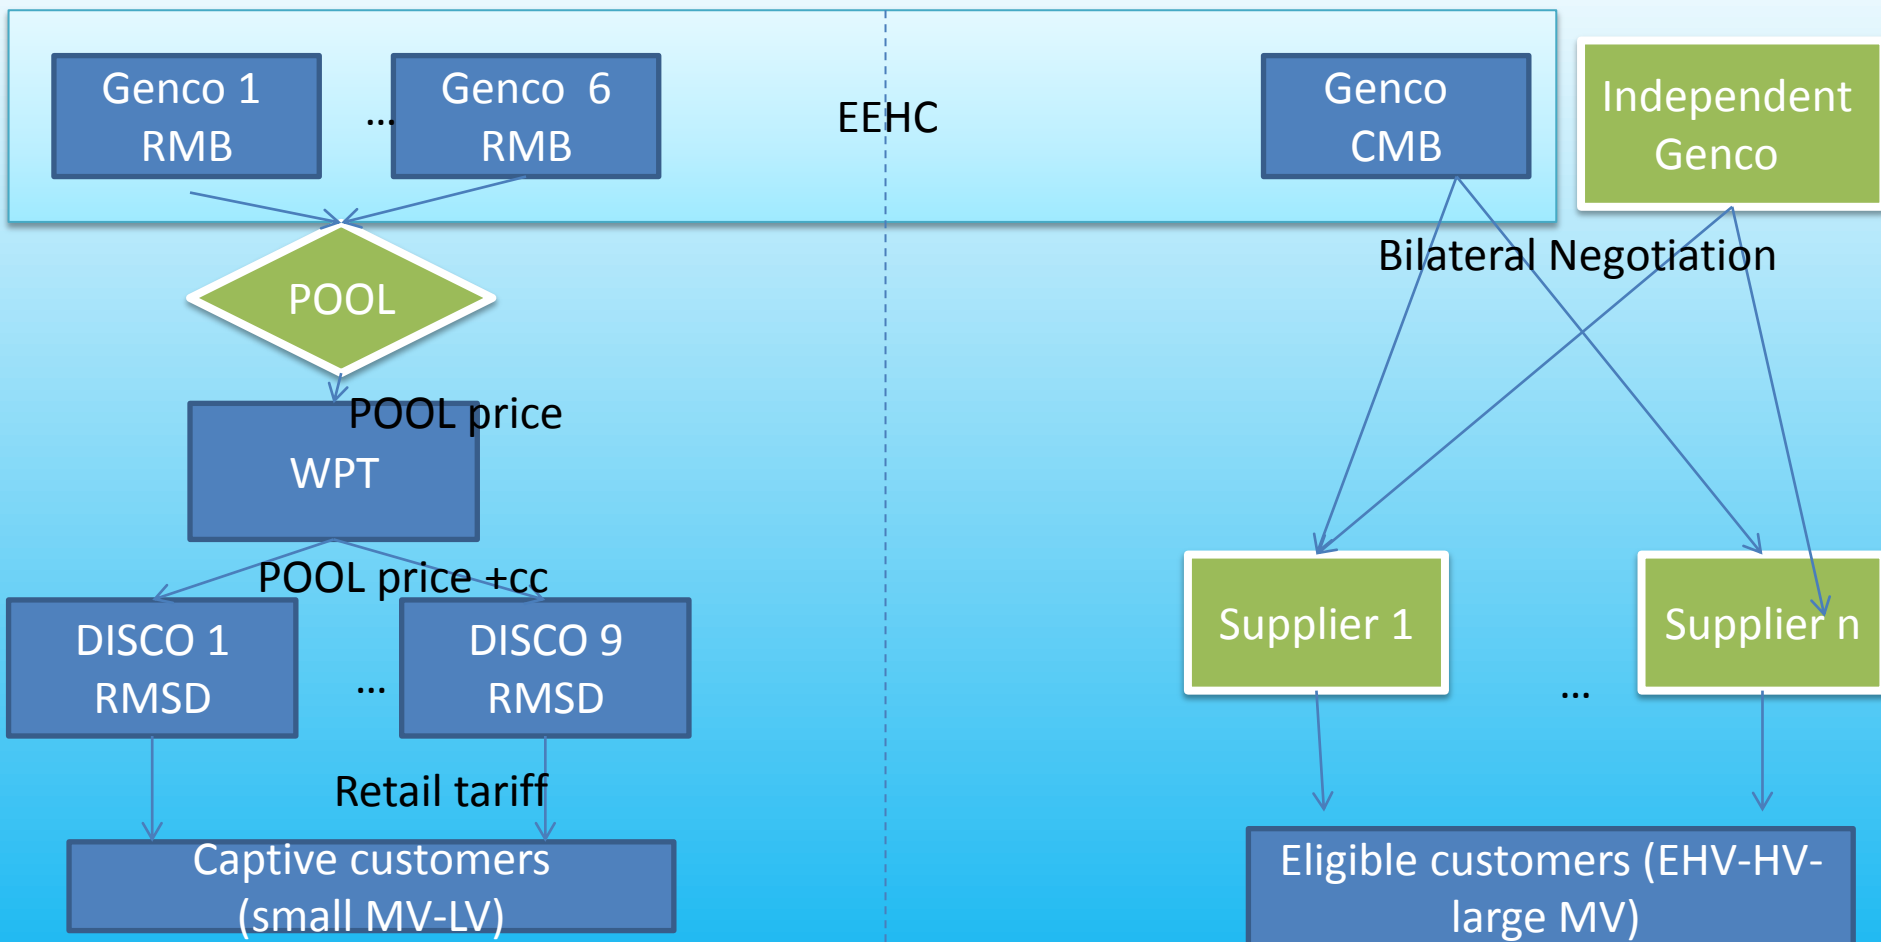 Genco 1
RMB
...
Genco 6
RMB
EEHC
Genco
CMB
Independent
Genco
Bilateral Negotiation
POOL
POOL price
WPT
POOL price +cc
DISCO 1
RMSD
...
DISCO 9
RMSD
Supplier 1
...
Supplier n
Retail tariff
Captive customers
(small MV-LV)
Eligible customers (EHV-HV-
large MV)